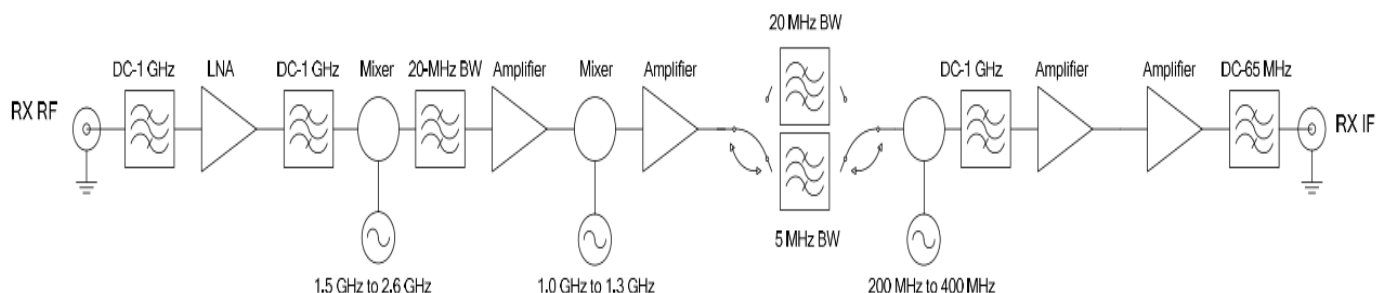 20 MHz BW
DC-1 GHz LNA DC-1 GHz Mixer 20-MHz BW Amplifier Mixer Amplifier DC-1 GHz Amplifier Amplifier DC-65 MHz
RX RF RX IF
5 MHz BW
1.5 GHz to 2.6 GHz 1.0 GHz to 1.3 GHz 200 MHz to 400 MHz